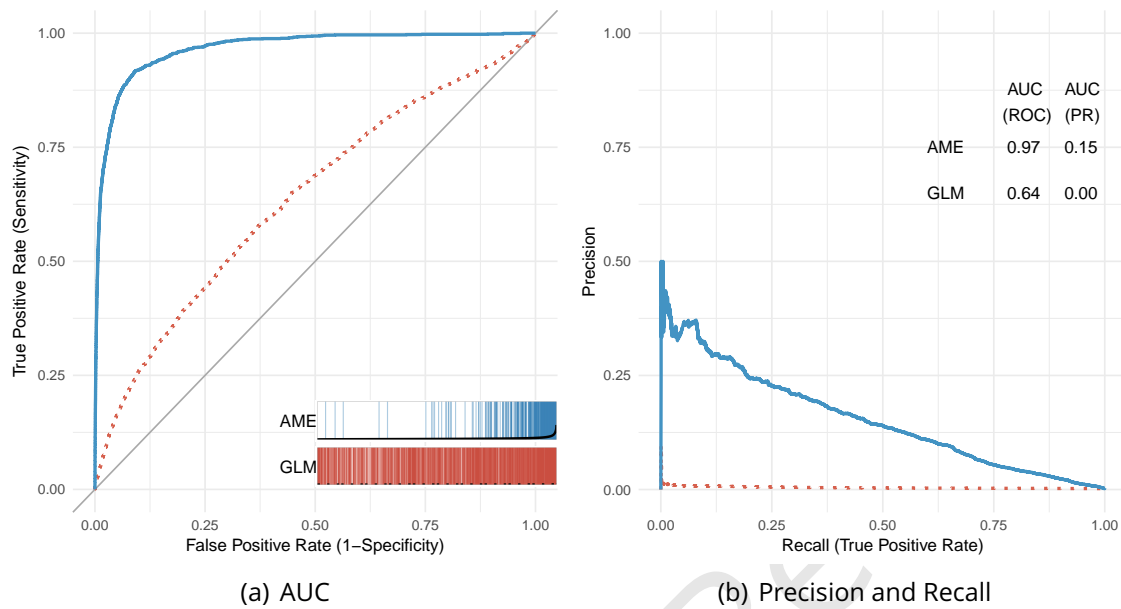 1.00
0.75
0.50
0.25
0.00
True Positive Rate (Sensitivity)
AME
GLM
0.00 0.25 0.50 0.75 1.00
False Positive Rate (1−Specificity)
(a) AUC
1.00
0.75
0.50
0.25
0.00
Precision
AUC AUC
(ROC) (PR)
AME 0.97 0.15
GLM 0.64 0.00
0.00 0.25 0.50 0.75 1.00
Recall (True Positive Rate)
(b) Precision and Recall